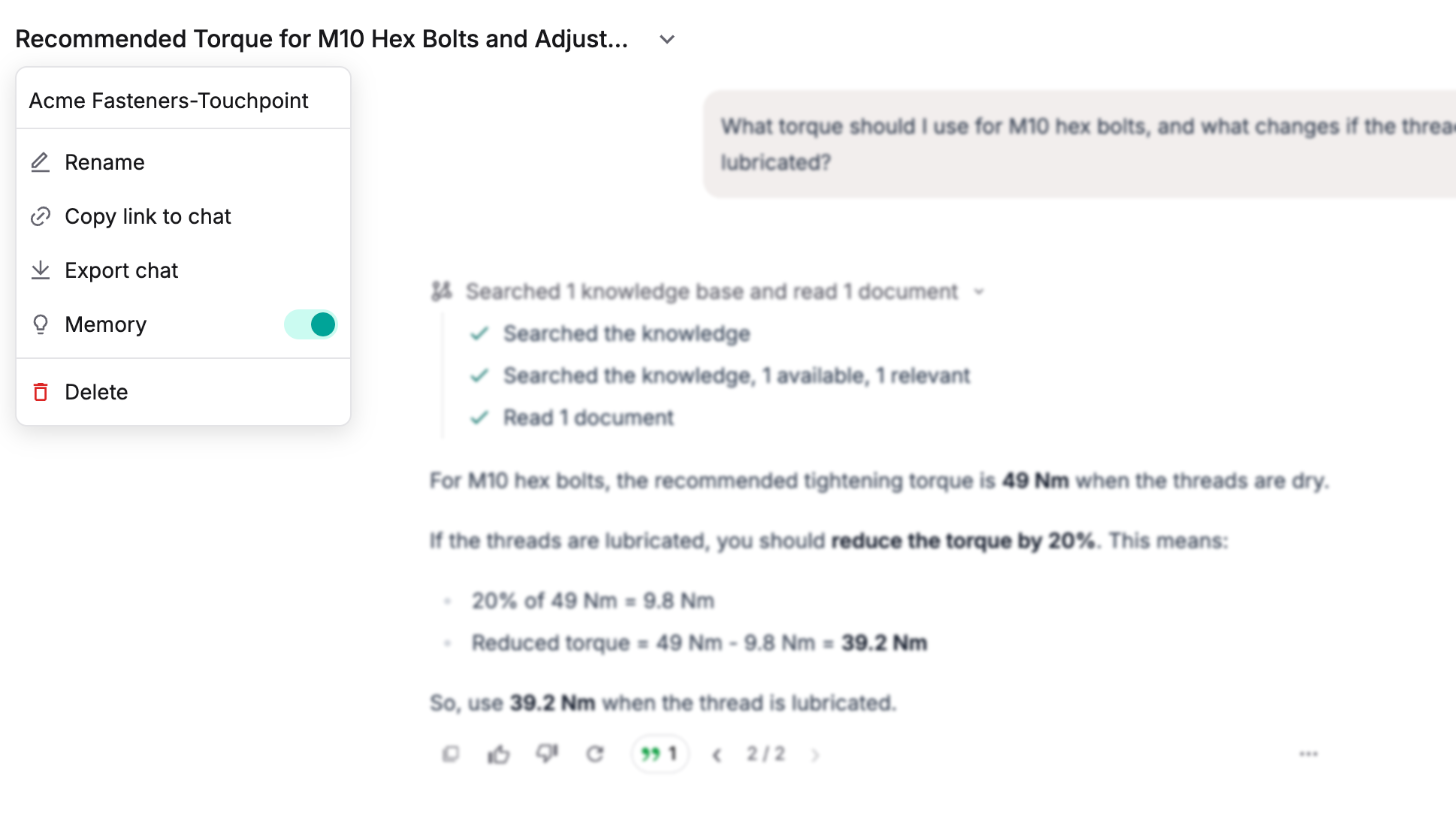 Recommended Torque for M10 Hex Bolts and Adjust...
Acme Fasteners-Touchpoint
Rename
Copy link to chat
Export chat
Memory
Delete
What torque should I use for M10 hex bolts, and what changes if the
lubricated?
Searched 1 knowledge base and read 1 document
Searched the knowledge
Searched the knowledge, 1 available, 1 relevant
Read 1 document
For M10 hex bolts, the recommended tightening torque is 49 Nm when the threads are dry.
If the threads are lubricated, you should reduce the torque by 20%. This means:
20% of 49 Nm = 9.8 Nm
Reduced torque = 49 Nm - 9.8 Nm = 39.2 Nm
So, use 39.2 Nm when the thread is lubricated.
1
2 / 2